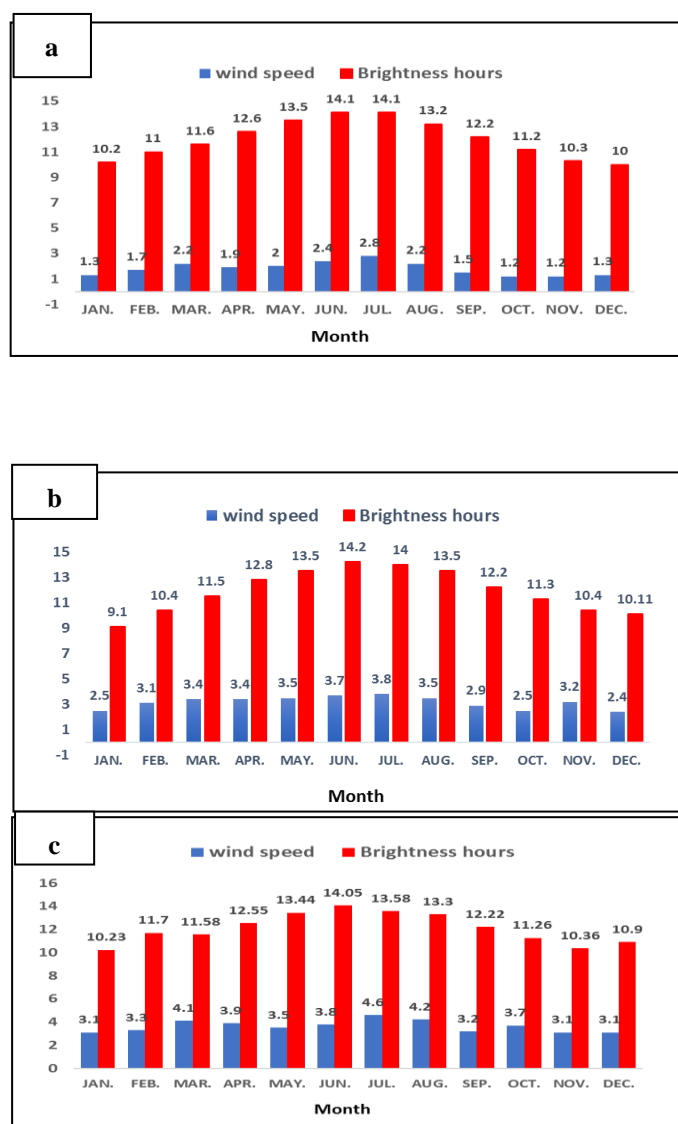 a
wind speed Brightness hours
15
13
11
9
7
5
3
1
-1
10.2 11 11.6 12.6 13.5 14.1 14.1 13.2 12.2 11.2 10.3 10
1.3 1.7 2.2 1.9 2 2.4 2.8 2.2 1.5 1.2 1.2 1.3
JAN. FEB. MAR. APR. MAY. JUN. JUL. AUG. SEP. OCT. NOV. DEC.
Month
b
wind speed Brightness hours
15
13
11
9
7
5
3
1
-1
9.1 10.4 11.5 12.8 13.5 14.2 14 13.5 12.2 11.3 10.4 10.11
2.5 3.1 3.4 3.4 3.5 3.7 3.8 3.5 2.9 2.5 3.2 2.4
JAN. FEB. MAR. APR. MAY. JUN. JUL. AUG. SEP. OCT. NOV. DEC.
Month
c
wind speed Brightness hours
16
14
12
10
8
6
4
2
0
10.23 11.7 11.58 12.55 13.44 14.05 13.58 13.3 12.22 11.26 10.36 10.9
3.1 3.3 4.1 3.9 3.5 3.8 4.6 4.2 3.2 3.7 3.1 3.1
JAN. FEB. MAR. APR. MAY. JUN. JUL. AUG. SEP. OCT. NOV. DEC.
Month